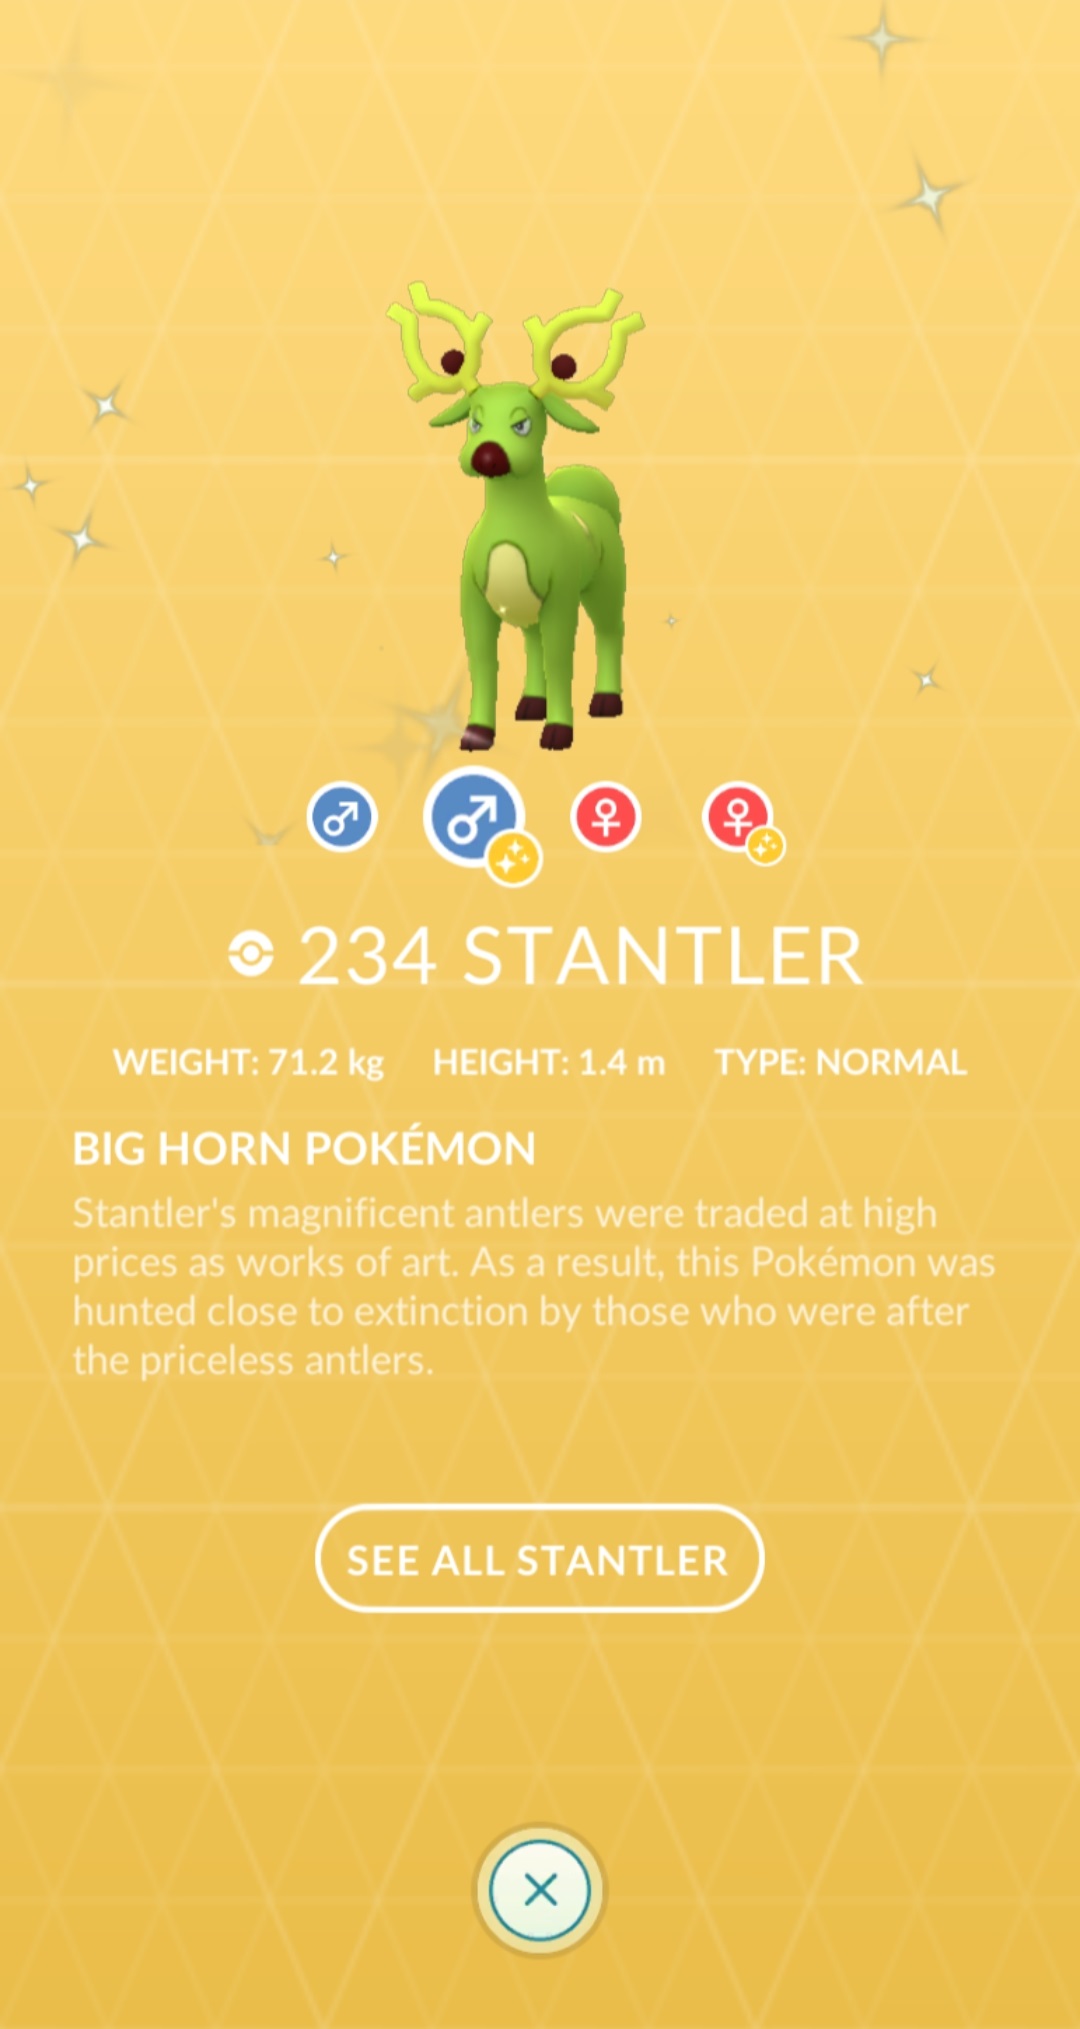 234 STANTLER
WEIGHT: 71.2 kg HEIGHT: 1.4 m TYPE: NORMAL
BIG HORN POKÉMON
Stantler's magnificent antlers were traded at high
prices as works of art. As a result, this Pokémon was
hunted close to extinction by those who were after
the priceless antlers.
SEE ALL STANTLER